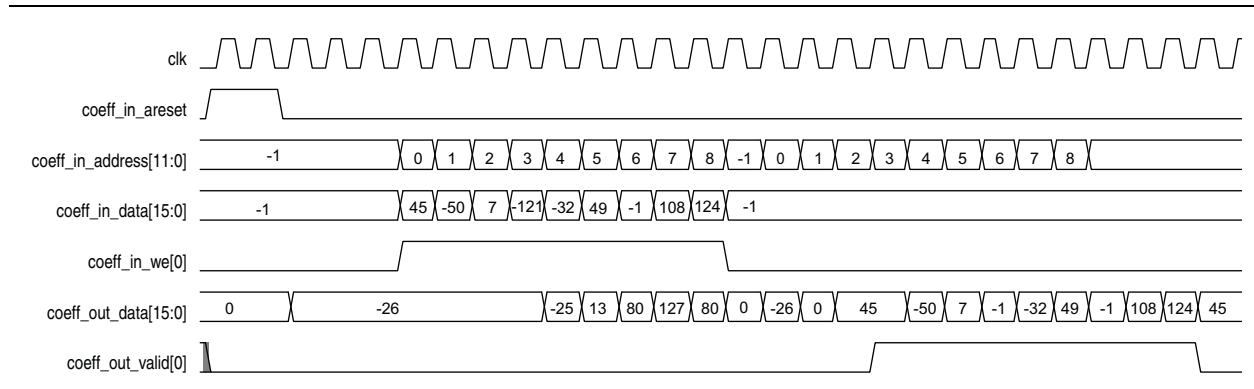 clk
coeff_in_areset
coeff_in_address[11:0] -1 0 1 2 3 4 5 6 7 8 -1 0 1 2 3 4 5 6 7 8
coeff_in_data[15:0] -1 45 -50 7 -121 -32 49 -1 108 124 -1
coeff_in_we[0]
coeff_out_data[15:0] 0 -26 -25 13 80 127 80 0 -26 0 45 -50 7 -1 -32 49 -1 108 124 45
coeff_out_valid[0]